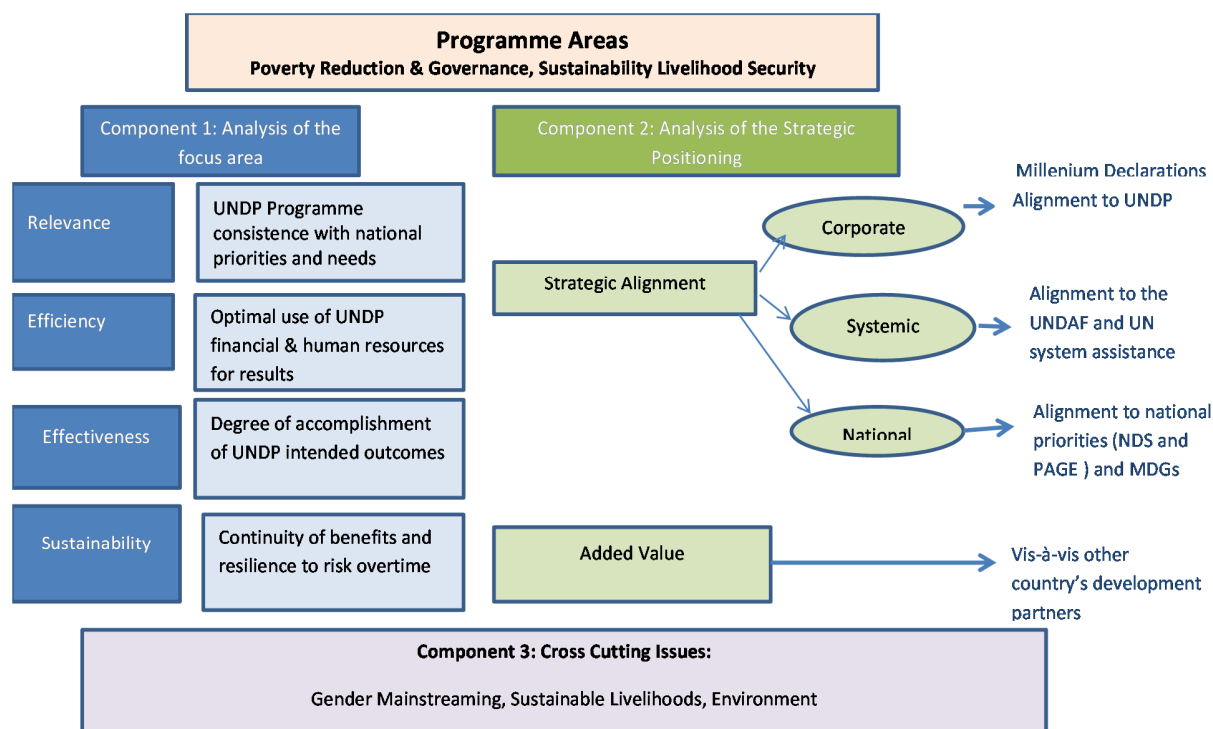 Programme Areas
Poverty Reduction & Governance, Sustainability Livelihood Security
Component 1: Analysis of the
focus area
Relevance
UNDP Programme
consistence with national
priorities and needs
Efficiency
Optimal use of UNDP
financial & human resources
for results
Effectiveness
Degree of accomplishment
of UNDP intended outcomes
Sustainability
Continuity of benefits and
resilience to risk overtime
Component 2: Analysis of the Strategic
Positioning
Strategic Alignment
Corporate
Millenium Declarations
Alignment to UNDP
Systemic
Alignment to the
UNDAF and UN
system assistance
National
Alignment to national
priorities (NDS and
PAGE ) and MDGs
Added Value
Vis-à-vis other
country's development
partners
Component 3: Cross Cutting Issues:
Gender Mainstreaming, Sustainable Livelihoods, Environment